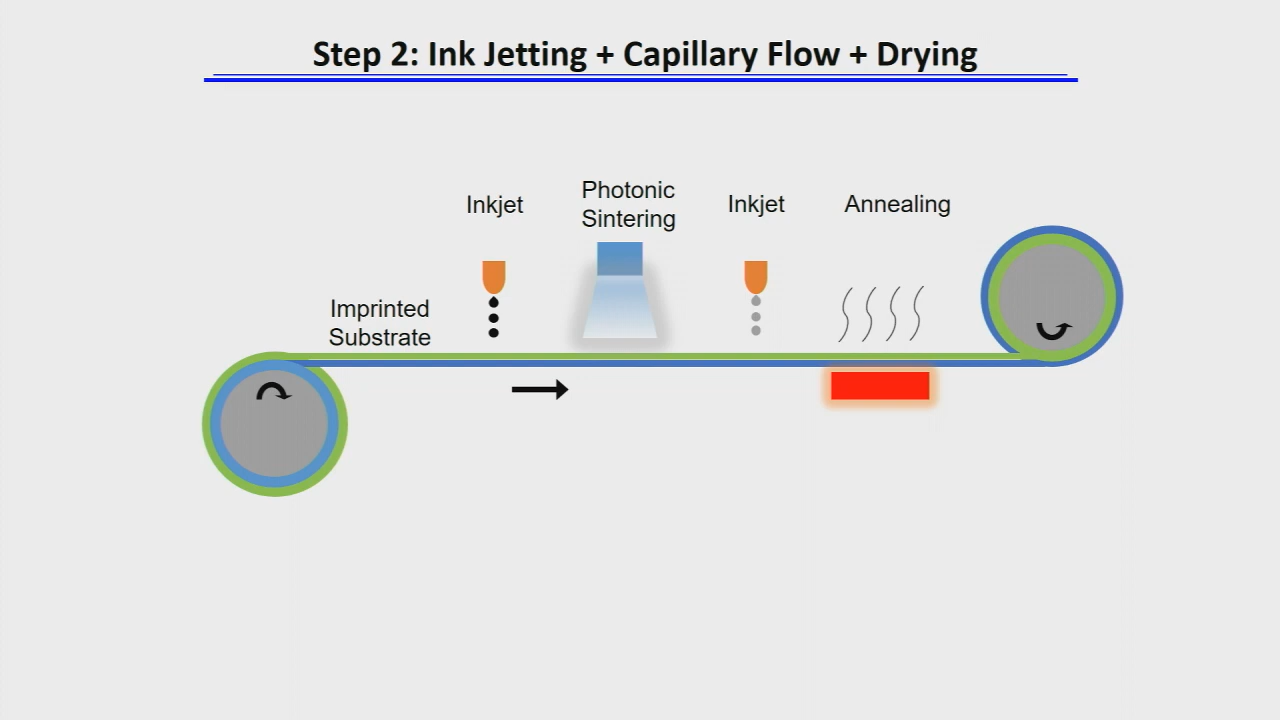 Step 2: Ink Jetting + Capillary Flow + Drying
Inkjet
Photonic
Sintering
Inkjet
Annealing
Imprinted
Substrate